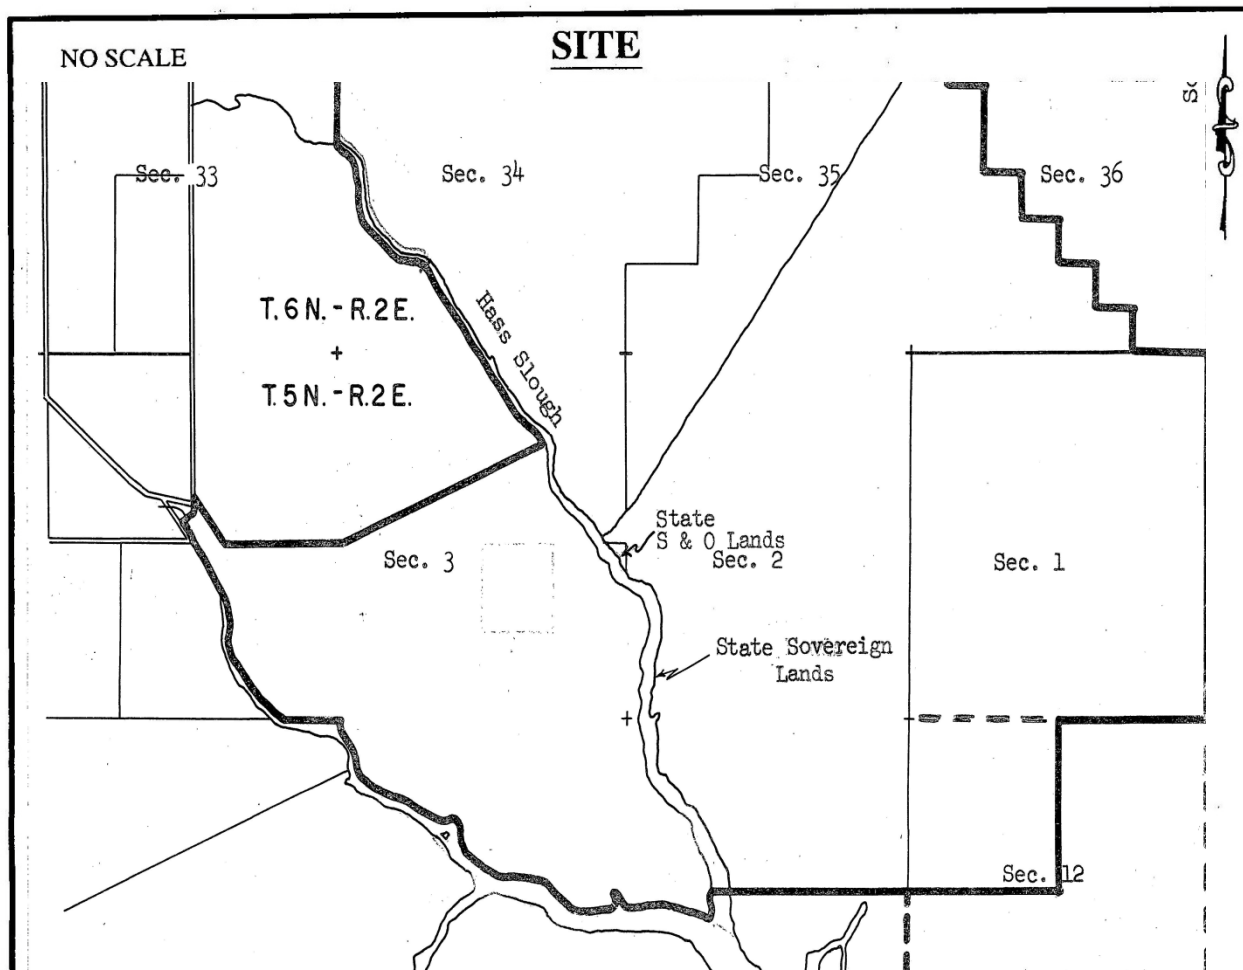 SITE
NO SCALE
Sec. 33
Sec. 34
Sec. 35
Sec. 36
T.6N.-R.2E.
Hass Slough
T.5N.-R.2E.
State
S & O Lands
Sec. 3
Sec. 2
Sec. 1
State Sovereign
Lands
Sec. 12